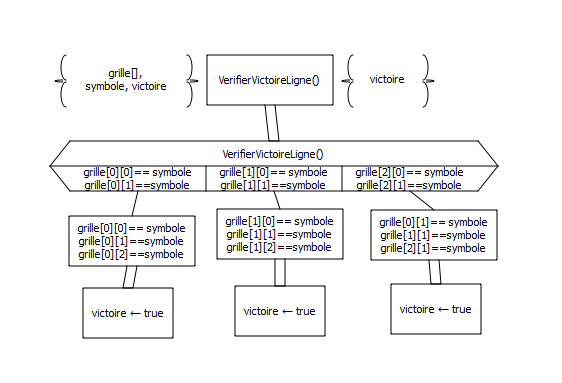 grille[],
symbole, victoire
VerifierVictoireLigne()
victoire
VerifierVictoireLigne()
grille[0][0]== symbole
grille[0][1]==symbole
grille[1][0]== symbole
grille[1][1]==symbole
grille[2][0]== symbole
grille[2][1]==symbole
grille[0][0]== symbole
grille[0][1]==symbole
grille[0][2]==symbole
grille[1][0]== symbole
grille[1][1]==symbole
grille[1][2]==symbole
grille[0][1]== symbole
grille[1][1]==symbole
grille[2][1]==symbole
victoire ← true
victoire ← true
victoire ← true